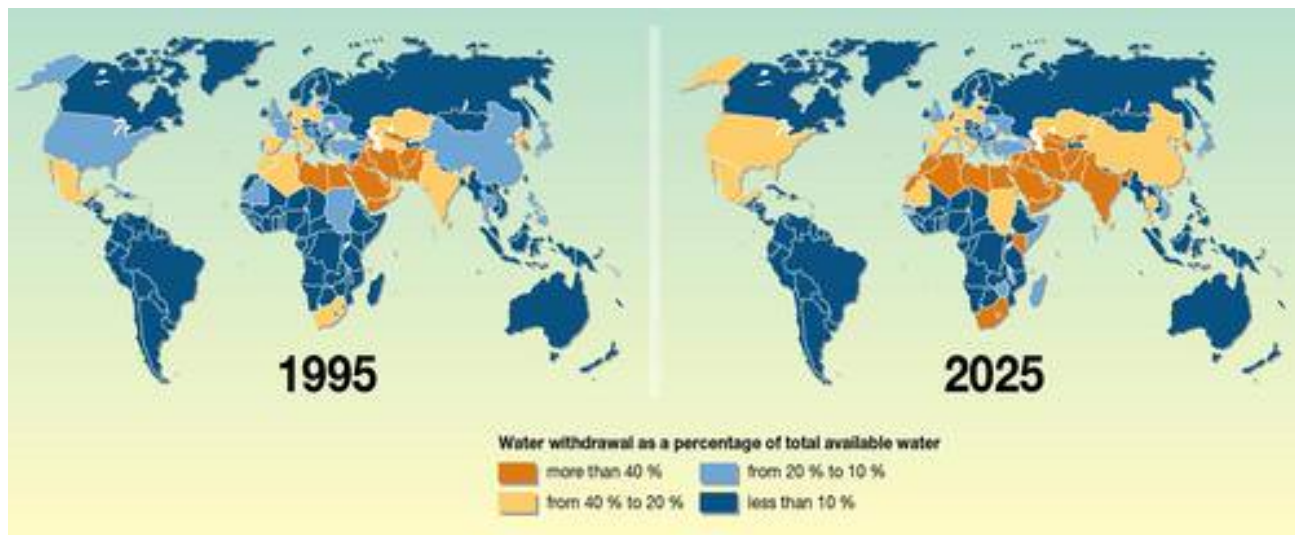 1995
2025
Water withdrawal as a percentage of total available water
more than 40 %
from 20 % to 10 %
from 40 % to 20 %
less than 10 %